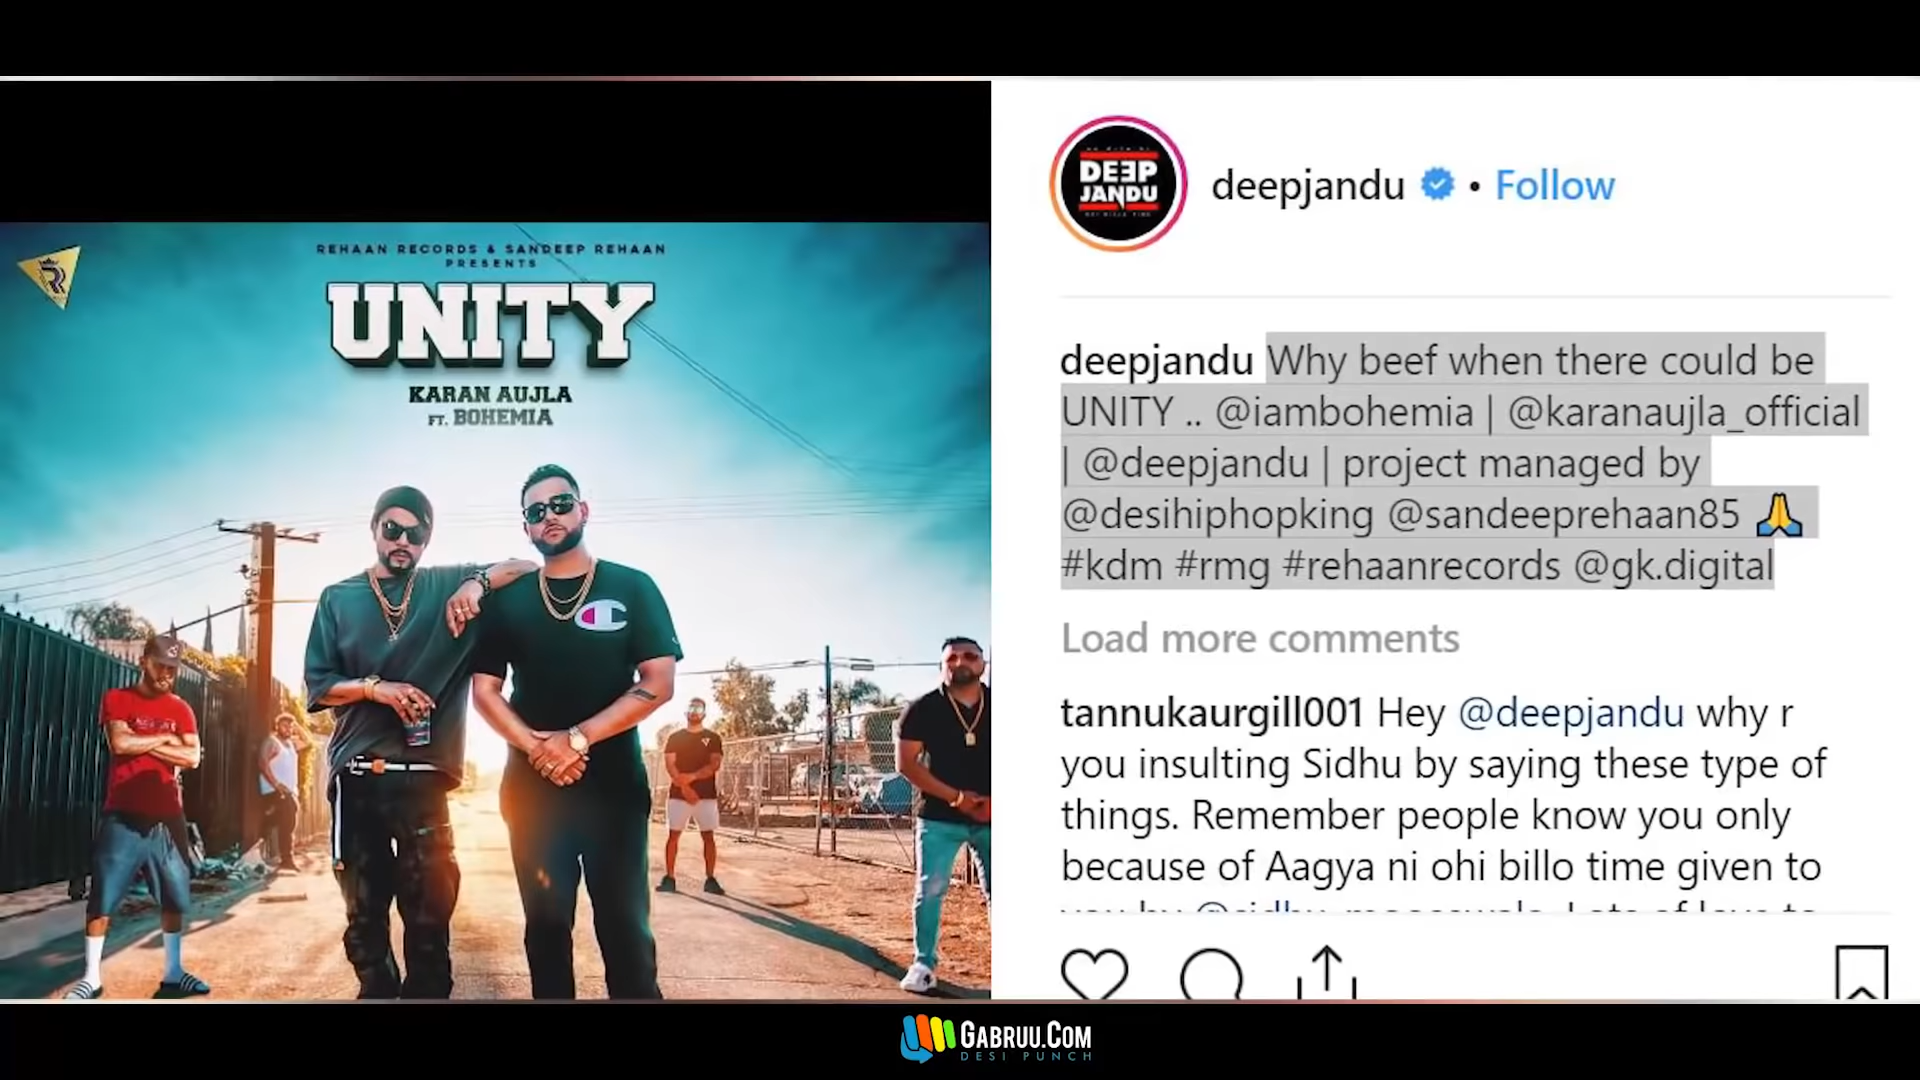 REHAAN RECORDS & SANDEEP REHAAN
PRESENTS
UNITY
KARAN AUJLA
FT. BOHEMIA
R
DEEP
JANDU
deepjandu • Follow
deepjandu Why beef when there could be
UNITY .. @iambohemia | @karanaujla_official
| @deepjandu | project managed by
@desihiphopking @sandeeprehaan85 🙏
#kdm #rmg #rehaanrecords @gk.digital
Load more comments
tannukaurgill001 Hey @deepjandu why r
you insulting Sidhu by saying these type of
things. Remember people know you only
because of Aagya ni ohi billo time given to
GABRUU.COM
DESI PUNCH